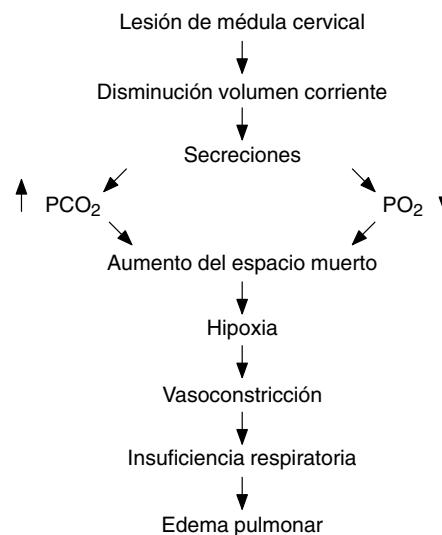 Lesión de médula cervical
Disminución volumen corriente
Secreciones
PCO₂ PO₂
Aumento del espacio muerto
Hipoxia
Vasoconstricción
Insuficiencia respiratoria
Edema pulmonar